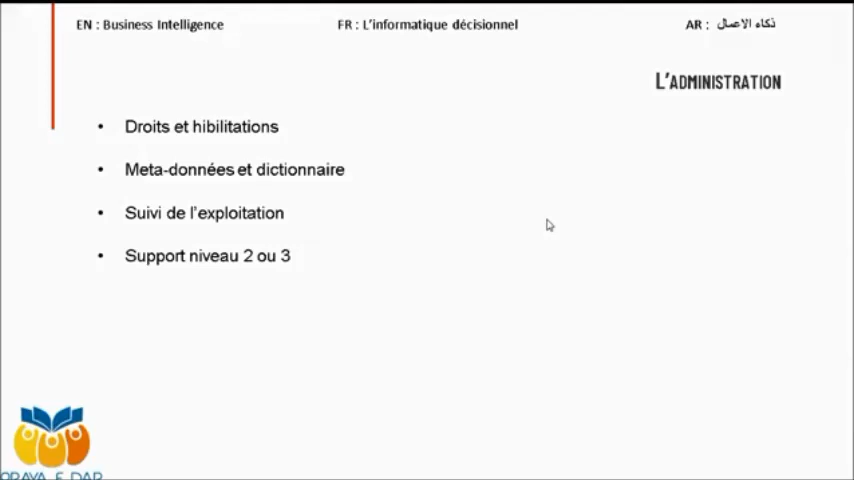 EN : Business Intelligence
FR : L'informatique décisionnel
AR : ذكاء الاعمال
L'ADMINISTRATION
• Droits et hibilitations
• Meta-données et dictionnaire
• Suivi de l'exploitation
• Support niveau 2 ou 3